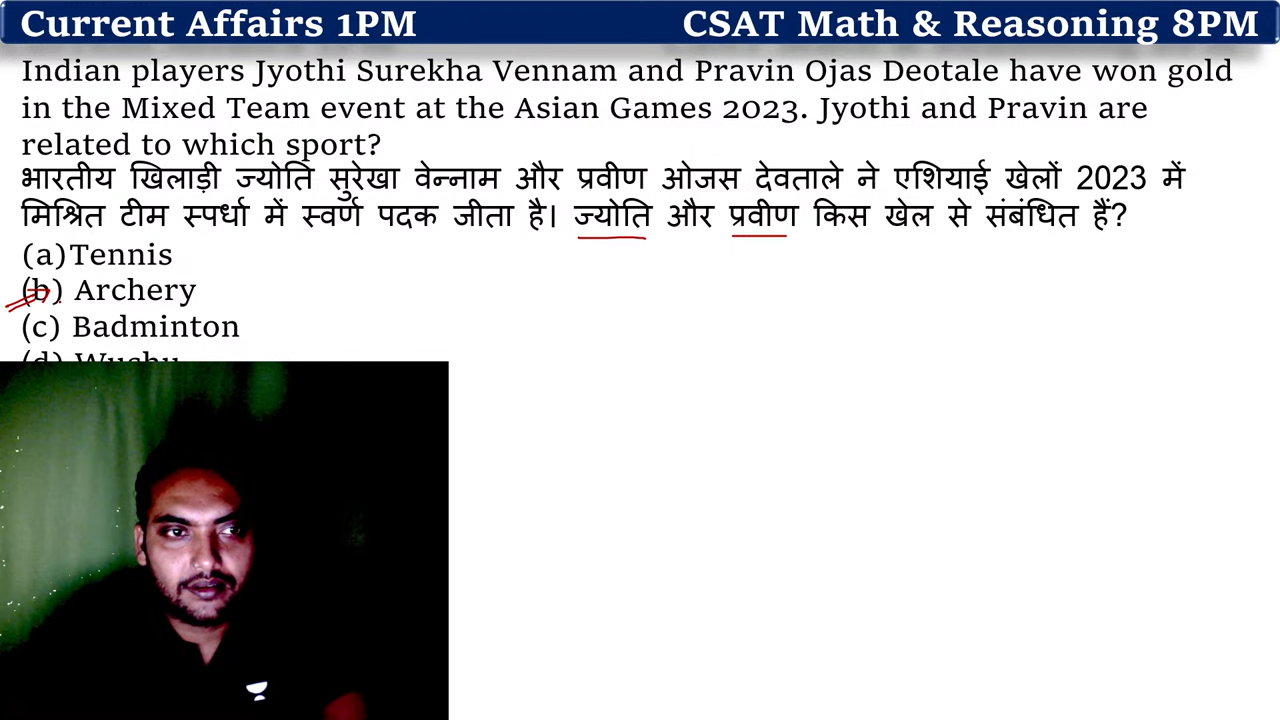 Current Affairs 1PM
CSAT Math & Reasoning 8PM
Indian players Jyothi Surekha Vennam and Pravin Ojas Deotale have won gold
in the Mixed Team event at the Asian Games 2023. Jyothi and Pravin are
related to which sport?
भारतीय खिलाड़ी ज्योति सुरेखा वेन्नाम और प्रवीण ओजस देवताले ने एशियाई खेलों 2023 में
मिश्रित टीम स्पर्धा में स्वर्ण पदक जीता है। ज्योति और प्रवीण किस खेल से संबंधित हैं?
(a)Tennis
(b) Archery
(c) Badminton
(d) Wushu